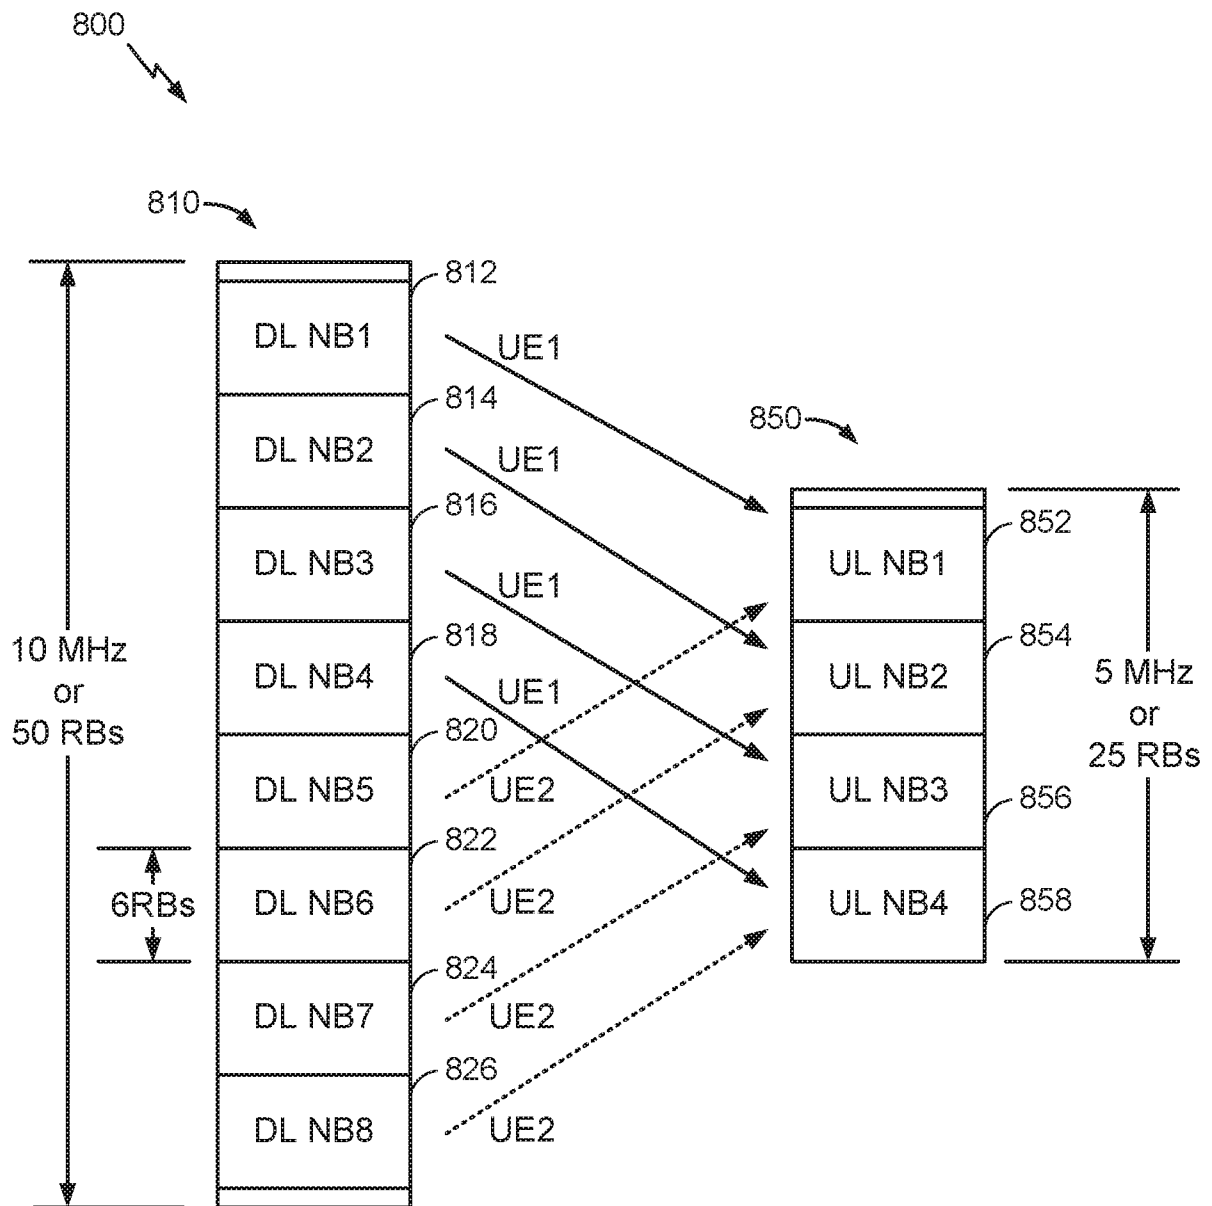 800
810
812
DL NB1
UE1
814
850
DL NB2
UE1
816
852
DL NB3
UE1
UL NB1
818
854
10 MHz
or
50 RBs
DL NB4
UE1
UL NB2
5 MHz
or
25 RBs
820
DL NB5
UE2
UL NB3
856
822
6RBs
DL NB6
UE2
UL NB4
858
824
DL NB7
UE2
826
DL NB8
UE2